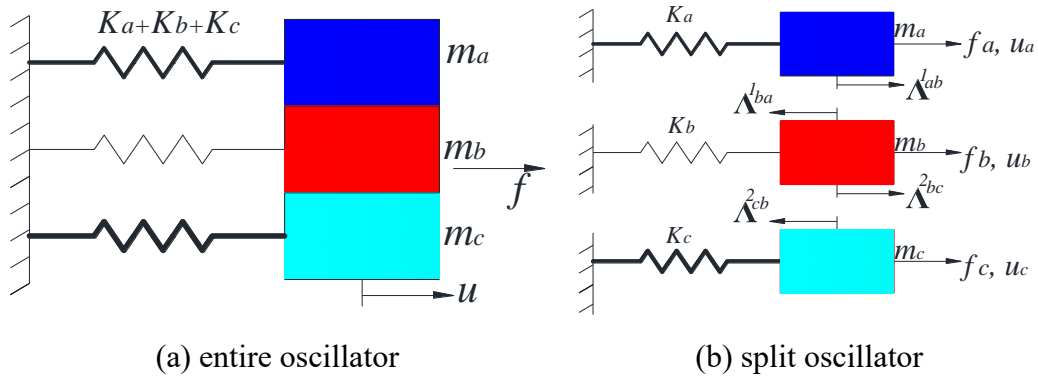 Ka+Kb+Kc
ma
mb
f
mc
u
(a) entire oscillator
Ka
ma
fa, ua
Λ¹ab
Λ¹ba
Kb
mb
fb, ub
Λ²bc
Λ²cb
Kc
mc
fc, uc
(b) split oscillator